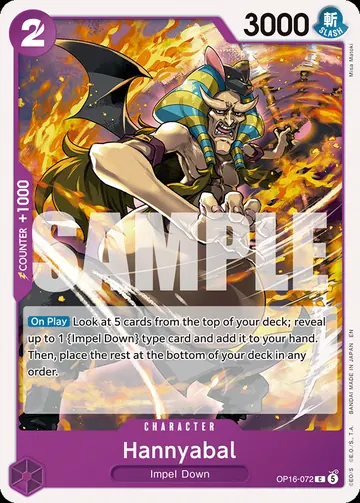 2
3000
斬
SLASH
Misa Matoki
COUNTER +1000
SAMPLE
On Play Look at 5 cards from the top of your deck; reveal
up to 1 {Impel Down} type card and add it to your hand.
Then, place the rest at the bottom of your deck in any
order.
CHARACTER
Hannyabal
Impel Down
OP16-072 C 5
©E.O./S., T.A. BANDAI MADE IN JAPAN EN